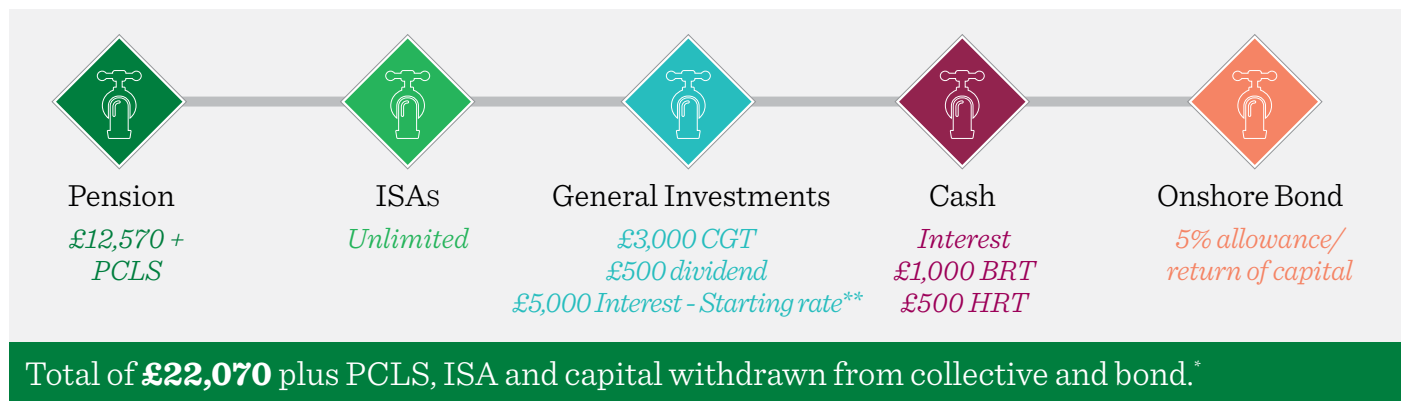 Pension
£12,570 +
PCLS
ISAs
Unlimited
General Investments
£3,000 CGT
£500 dividend
£5,000 Interest - Starting rate**
Cash
Interest
£1,000 BRT
£500 HRT
Onshore Bond
5% allowance/
return of capital
Total of £22,070 plus PCLS, ISA and capital withdrawn from collective and bond.*